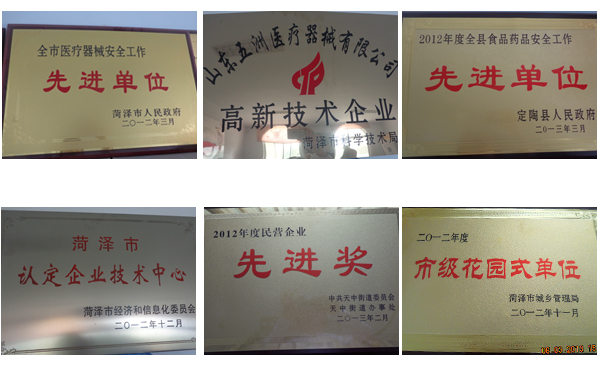 全市医疗器械安全工作
先进单位
菏泽市人民政府
二〇一二年三月
山东五洲医疗器械有限公司
高新技术企业
菏泽市科学技术局
2012年度全县食品药品安全工作
先进单位
定陶县人民政府
二〇一三年三月
菏泽市
认定企业技术中心
菏泽市经济和信息化委员会
二〇一二年十二月
2012年度民营企业
先进奖
中共天中街道委员会
天中街道办事处
二〇一三年二月
二〇一二年度
市级花园式单位
菏泽市城乡管理局
二〇一二年十一月